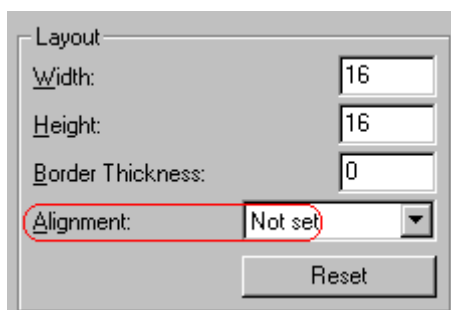 Layout
Width: 16
Height: 16
Border Thickness: 0
Alignment: Not set
Reset